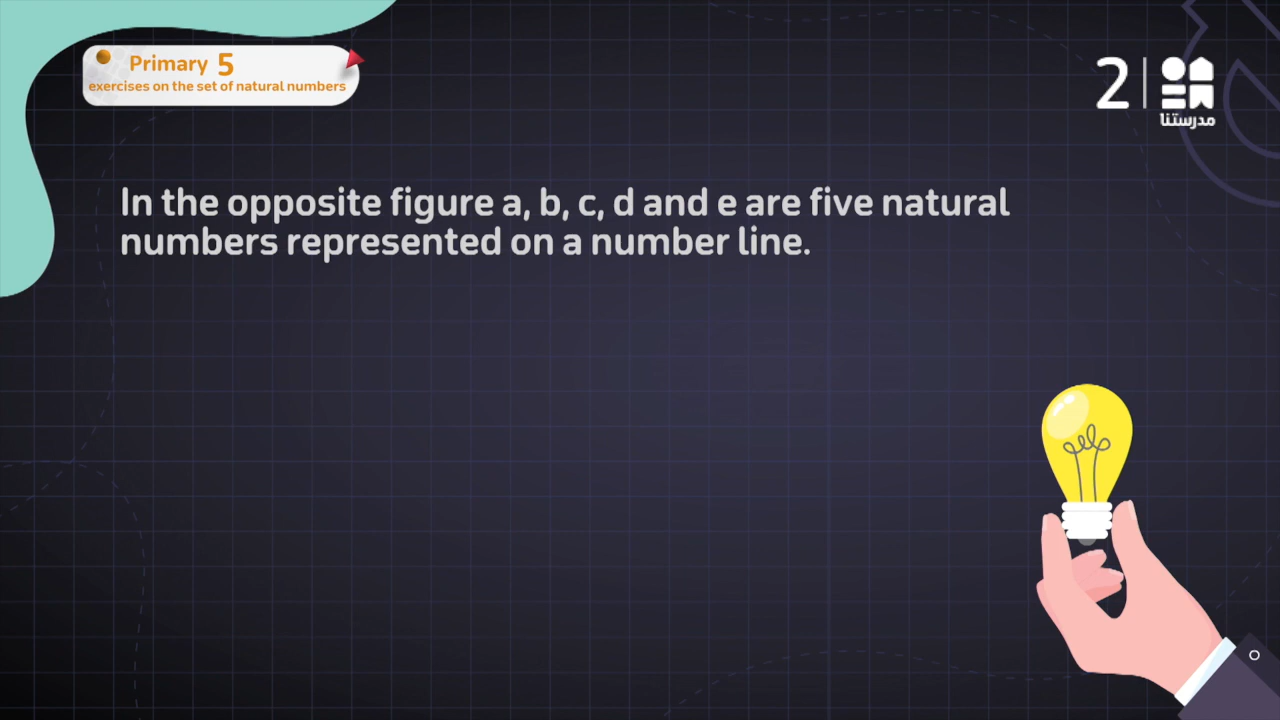 Primary 5
exercises on the set of natural numbers
2
مدرستنا
In the opposite figure a, b, c, d and e are five natural
numbers represented on a number line.